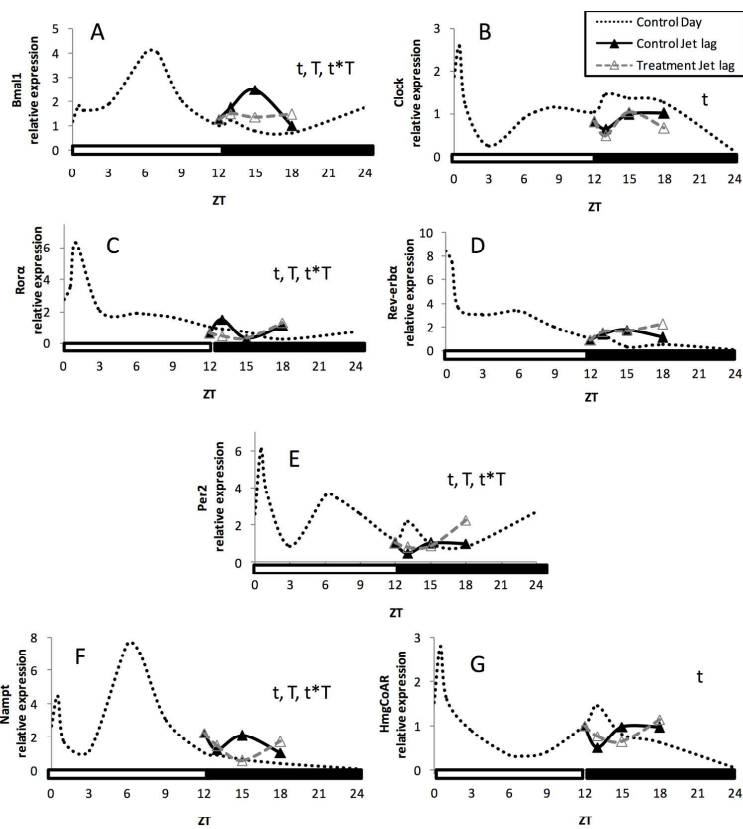 A
Bmal1
relative expression
5
4
3
2
1
0
t, T, t*T
0 3 6 9 12 15 18 21 24
ZT
B
Clock
relative expression
3
2
1
0
Control Day
Control Jet lag
Treatment Jet lag
t
0 3 6 9 12 15 18 21 24
ZT
C
Rorα
relative expression
6
4
2
0
t, T, t*T
0 3 6 9 12 15 18 21 24
ZT
D
Rev-erbα
relative expression
10
8
6
4
2
0
0 3 6 9 12 15 18 21 24
ZT
E
Per2
relative expression
6
4
2
0
t, T, t*T
0 3 6 9 12 15 18 21 24
ZT
F
Nampt
relative expression
8
6
4
2
0
t, T, t*T
0 3 6 9 12 15 18 21 24
ZT
G
HmgCoAR
relative expression
3
2
1
0
t
0 3 6 9 12 15 18 21 24
ZT